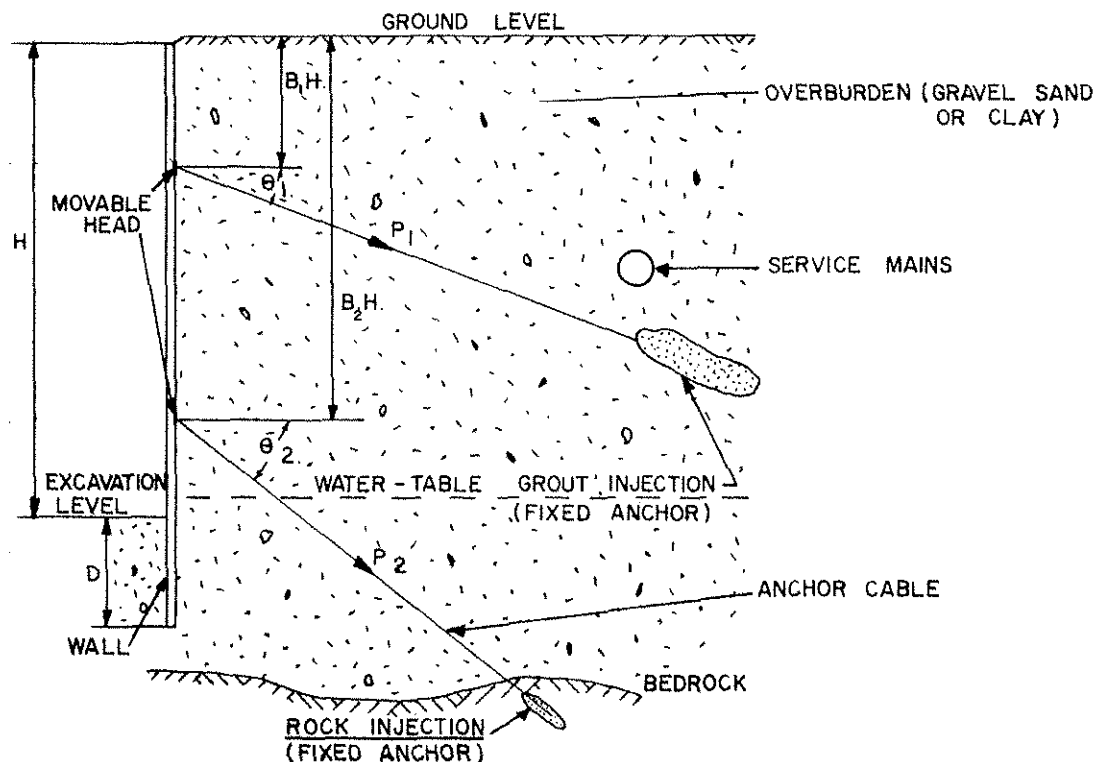 GROUND LEVEL
B₁H.
OVERBURDEN (GRAVEL SAND
OR CLAY)
θ₁
MOVABLE
HEAD
H
P₁
SERVICE MAINS
B₂H.
θ₂.
EXCAVATION
LEVEL
WATER-TABLE
GROUT INJECTION
(FIXED ANCHOR)
D
P₂
ANCHOR CABLE
WALL
BEDROCK
ROCK INJECTION
(FIXED ANCHOR)